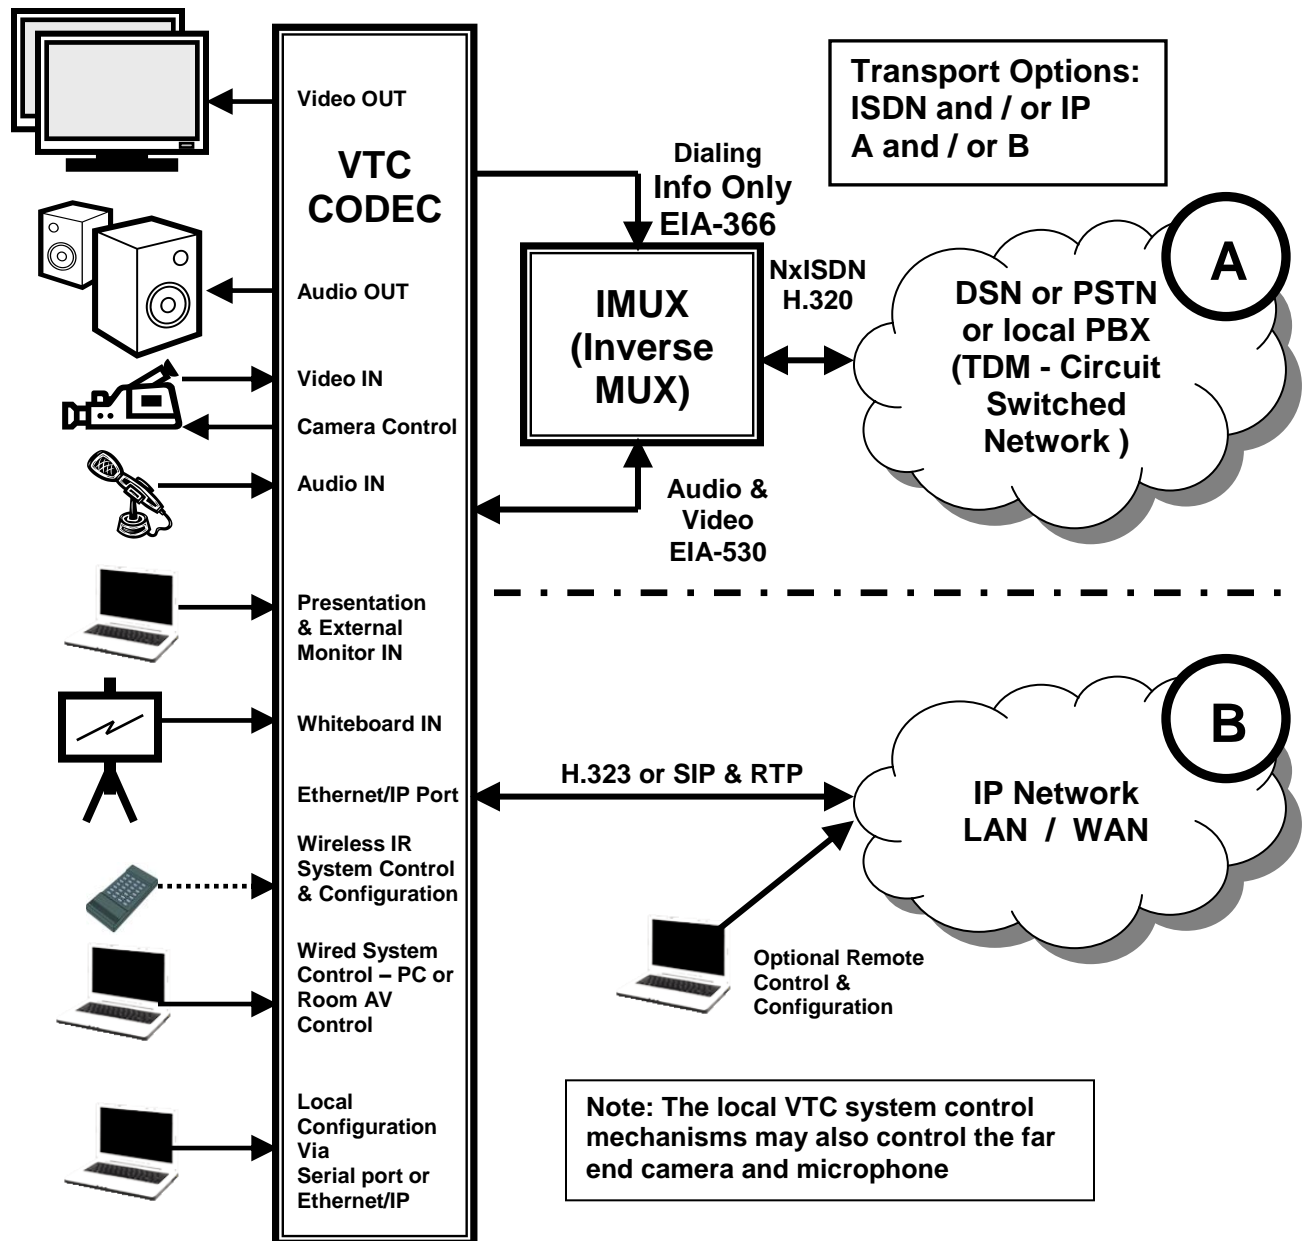 Video OUT
VTC
CODEC
Audio OUT
Video IN
Camera Control
Audio IN
Presentation
& External
Monitor IN
Whiteboard IN
Ethernet/IP Port
Wireless IR
System Control
& Configuration
Wired System
Control – PC or
Room AV
Control
Local
Configuration
Via
Serial port or
Ethernet/IP
Dialing
Info Only
EIA-366
IMUX
(Inverse
MUX)
Audio &
Video
EIA-530
NxISDN
H.320
Transport Options:
ISDN and / or IP
A and / or B
A
DSN or PSTN
or local PBX
(TDM - Circuit
Switched
Network )
B
H.323 or SIP & RTP
IP Network
LAN / WAN
Optional Remote
Control &
Configuration
Note: The local VTC system control
mechanisms may also control the far
end camera and microphone